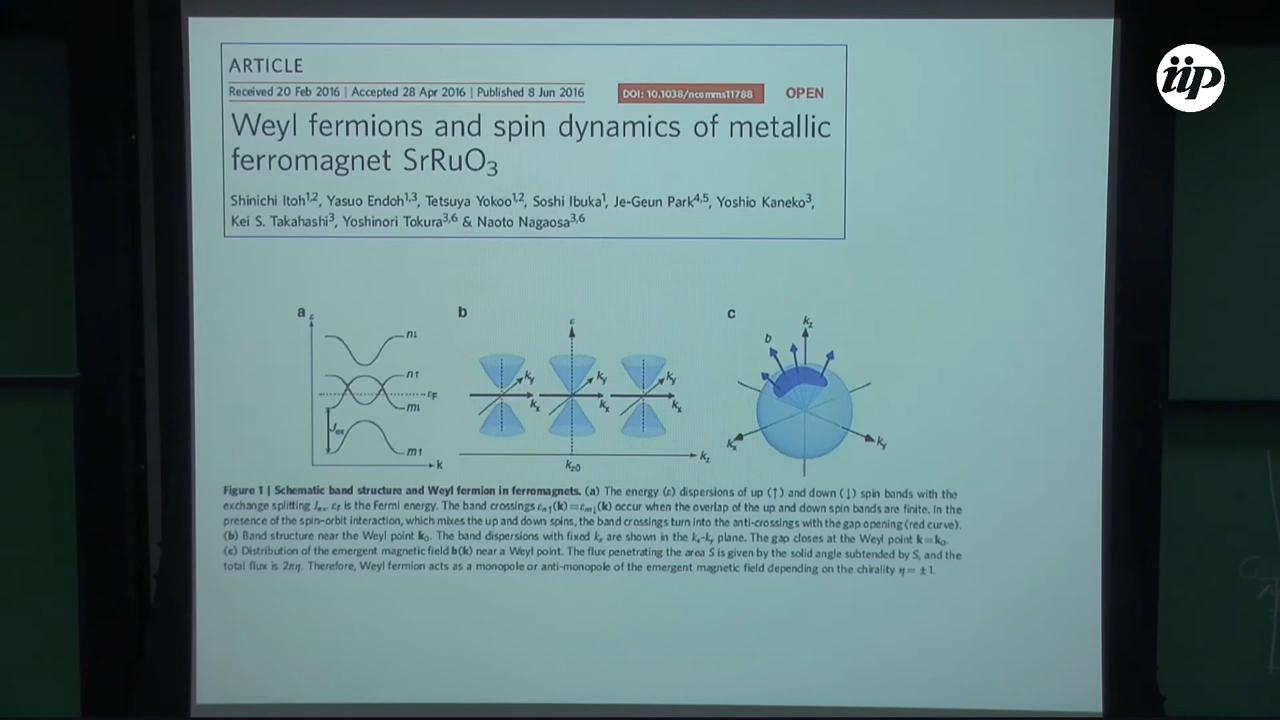 iip
ARTICLE
Received 20 Feb 2016 | Accepted 28 Apr 2016 | Published 8 Jun 2016
DOI: 10.1038/ncomms11788
OPEN
Weyl fermions and spin dynamics of metallic
ferromagnet SrRuO3
Shinichi Itoh1,2, Yasuo Endoh1,3, Tetsuya Yokoo1,2, Soshi Ibuka1, Je-Geun Park4,5, Yoshio Kaneko3,
Kei S. Takahashi3, Yoshinori Tokura3,6 & Naoto Nagaosa3,6
a
ε
n↓
n↑
εF
m↓
Jex
m↑
k
b
ε
ky
ky
ky
kx
kx
kx
kz0
kz
c
kz
b
kx
ky
Figure 1 | Schematic band structure and Weyl fermion in ferromagnets. (a) The energy (ε) dispersions of up (↑) and down (↓) spin bands with the
exchange splitting Jex. εF is the Fermi energy. The band crossings εn↑(k)=εm↓(k) occur when the overlap of the up and down spin bands are finite. In the
presence of the spin–orbit interaction, which mixes the up and down spins, the band crossings turn into the anti-crossings with the gap opening (red curve).
(b) Band structure near the Weyl point k0. The band dispersions with fixed kz are shown in the kx-ky plane. The gap closes at the Weyl point k=k0.
(c) Distribution of the emergent magnetic field b(k) near a Weyl point. The flux penetrating the area S is given by the solid angle subtended by S, and the
total flux is 2πη. Therefore, Weyl fermion acts as a monopole or anti-monopole of the emergent magnetic field depending on the chirality η= ±1.